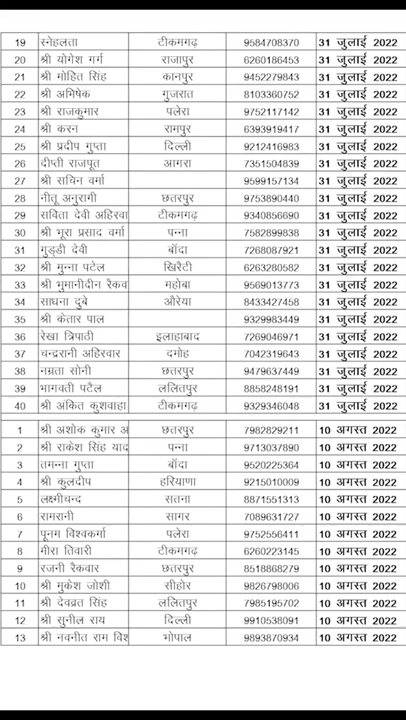 19 स्नेहलता टीकमगढ़ 9584708370 31 जुलाई 2022
20 श्री योगेश गर्ग राजापुर 6260186453 31 जुलाई 2022
21 श्री मोहित सिंह कानपुर 9452279843 31 जुलाई 2022
22 श्री अभिषेक गुजरात 8103360752 31 जुलाई 2022
23 श्री राजकुमार पलेरा 9752117142 31 जुलाई 2022
24 श्री करन रामपुर 6393919417 31 जुलाई 2022
25 श्री प्रदीप गुप्ता दिल्ली 9212416983 31 जुलाई 2022
26 दीप्ती राजपूत आगरा 7351504839 31 जुलाई 2022
27 श्री सचिन वर्मा 9599157134 31 जुलाई 2022
28 नीतू अनुरागी छतरपुर 9753890440 31 जुलाई 2022
29 सविता देवी अहिरवा टीकमगढ़ 9340856690 31 जुलाई 2022
30 श्री भूरा प्रसाद वर्मा पन्ना 7582899838 31 जुलाई 2022
31 गुड्डी देवी बाँदा 7268087921 31 जुलाई 2022
32 श्री मुन्ना पटेल खिरैटी 6263280582 31 जुलाई 2022
33 श्री भुमानीदीन रैकव महोबा 9569013773 31 जुलाई 2022
34 साधना दुबे औरेया 8433427458 31 जुलाई 2022
35 श्री केतार पाल 9329983449 31 जुलाई 2022
36 रेखा त्रिपाठी इलाहाबाद 7269046971 31 जुलाई 2022
37 चन्द्ररानी अहिरवार दमोह 7042319643 31 जुलाई 2022
38 नम्रता सोनी छतरपुर 9479637449 31 जुलाई 2022
39 भागवती पटैल ललितपुर 8858248191 31 जुलाई 2022
40 श्री अंकित कुशवाहा टीकमगढ़ 9329346048 31 जुलाई 2022
1 श्री अशोक कुमार अ छतरपुर 7982829211 10 अगस्त 2022
2 श्री राकेश सिंह याद पन्ना 9713037890 10 अगस्त 2022
3 तमन्ना गुप्ता बाँदा 9520225364 10 अगस्त 2022
4 श्री कुलदीप हरियाणा 9215010009 10 अगस्त 2022
5 लक्ष्मीचन्द सतना 8871551313 10 अगस्त 2022
6 रामरानी सागर 7089631727 10 अगस्त 2022
7 पूनम विश्वकर्मा पलेरा 9752556411 10 अगस्त 2022
8 गीरा तिवारी टीकमगढ़ 6260223145 10 अगस्त 2022
9 रजनी रैकवार छतरपुर 8518868279 10 अगस्त 2022
10 श्री मुकेश जोशी सीहोर 9826798006 10 अगस्त 2022
11 श्री देवब्रत सिंह ललितपुर 7985195702 10 अगस्त 2022
12 श्री सुनील राय दिल्ली 9910538091 10 अगस्त 2022
13 श्री नवनीत राम विश भोपाल 9893870934 10 अगस्त 2022